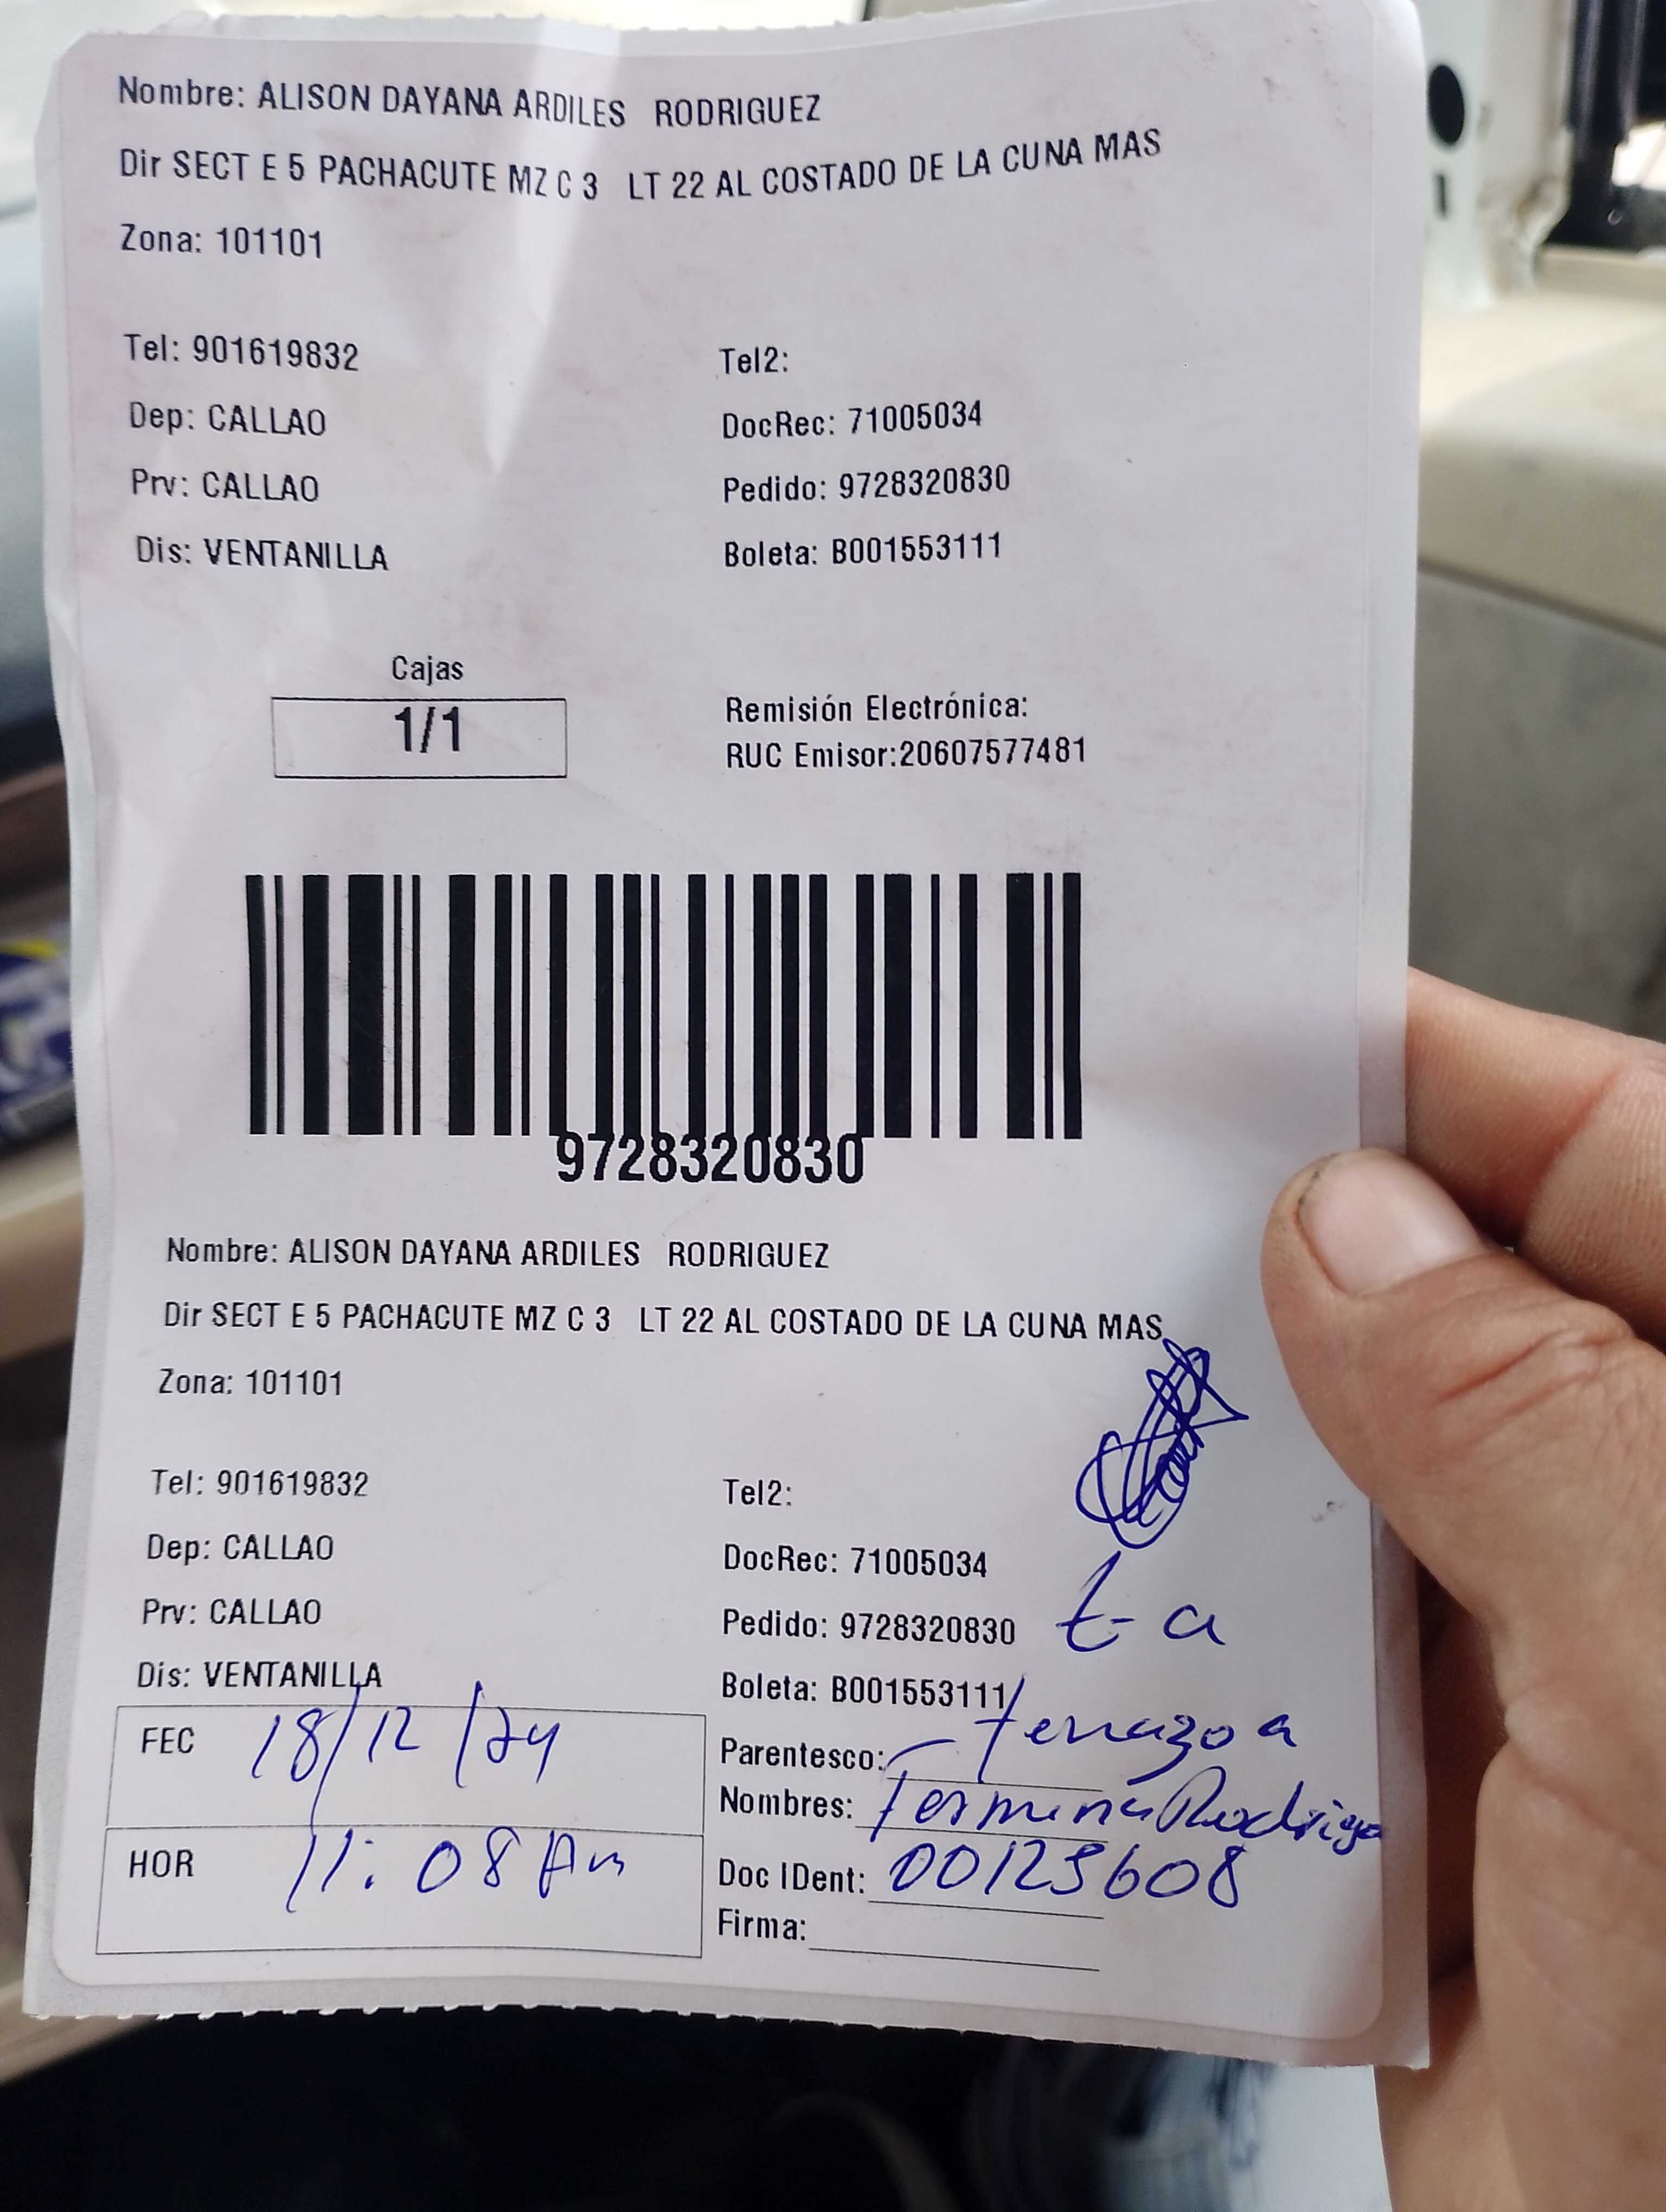 Nombre: ALISON DAYANA ARDILES RODRIGUEZ
Dir SECT E 5 PACHACUTE MZ C 3 LT 22 AL COSTADO DE LA CUNA MAS
Zona: 101101
Tel: 901619832
Tel2:
Dep: CALLAO
DocRec: 71005034
Prv: CALLAO
Pedido: 9728320830
Dis: VENTANILLA
Boleta: B001553111
Cajas
1/1
Remisión Electrónica:
RUC Emisor:20607577481
9728320830
Nombre: ALISON DAYANA ARDILES RODRIGUEZ
Dir SECT E 5 PACHACUTE MZ C 3 LT 22 AL COSTADO DE LA CUNA MAS
Zona: 101101
Tel: 901619832
Tel2:
Dep: CALLAO
DocRec: 71005034
Prv: CALLAO
Pedido: 9728320830
Dis: VENTANILLA
Boleta: B001553111
FEC 18/12/24
Parentesco:
Nombres:
HOR 11:08 Am
Doc IDent: 00123608
Firma: